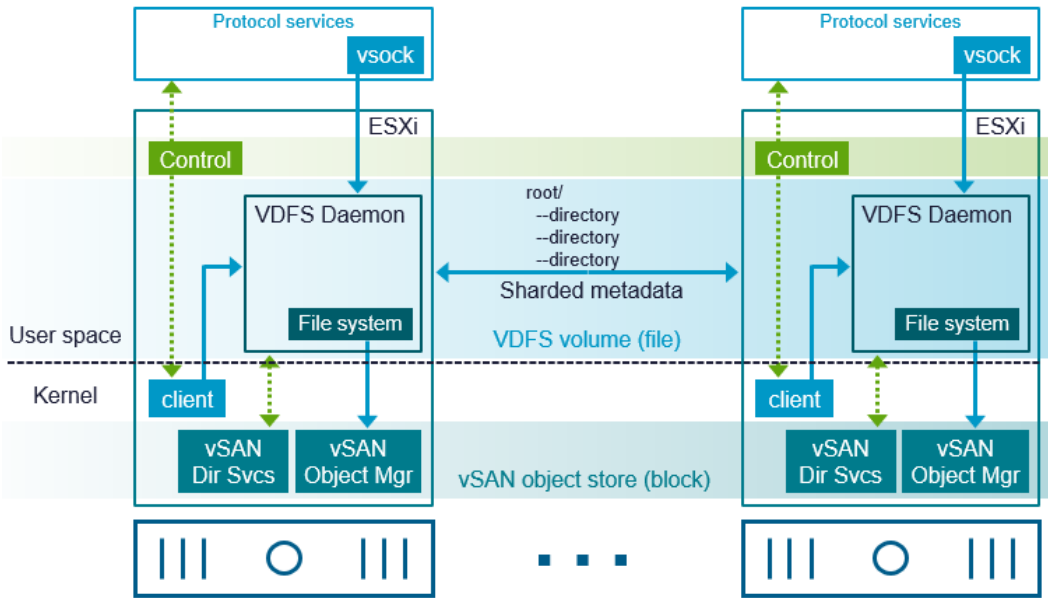 Protocol services
vsock
ESXi
Control
VDFS Daemon
File system
client
vSAN
Dir Svcs
vSAN
Object Mgr
root/
--directory
--directory
--directory
Sharded metadata
VDFS volume (file)
User space
Kernel
vSAN object store (block)
Protocol services
vsock
ESXi
Control
VDFS Daemon
File system
client
vSAN
Dir Svcs
vSAN
Object Mgr